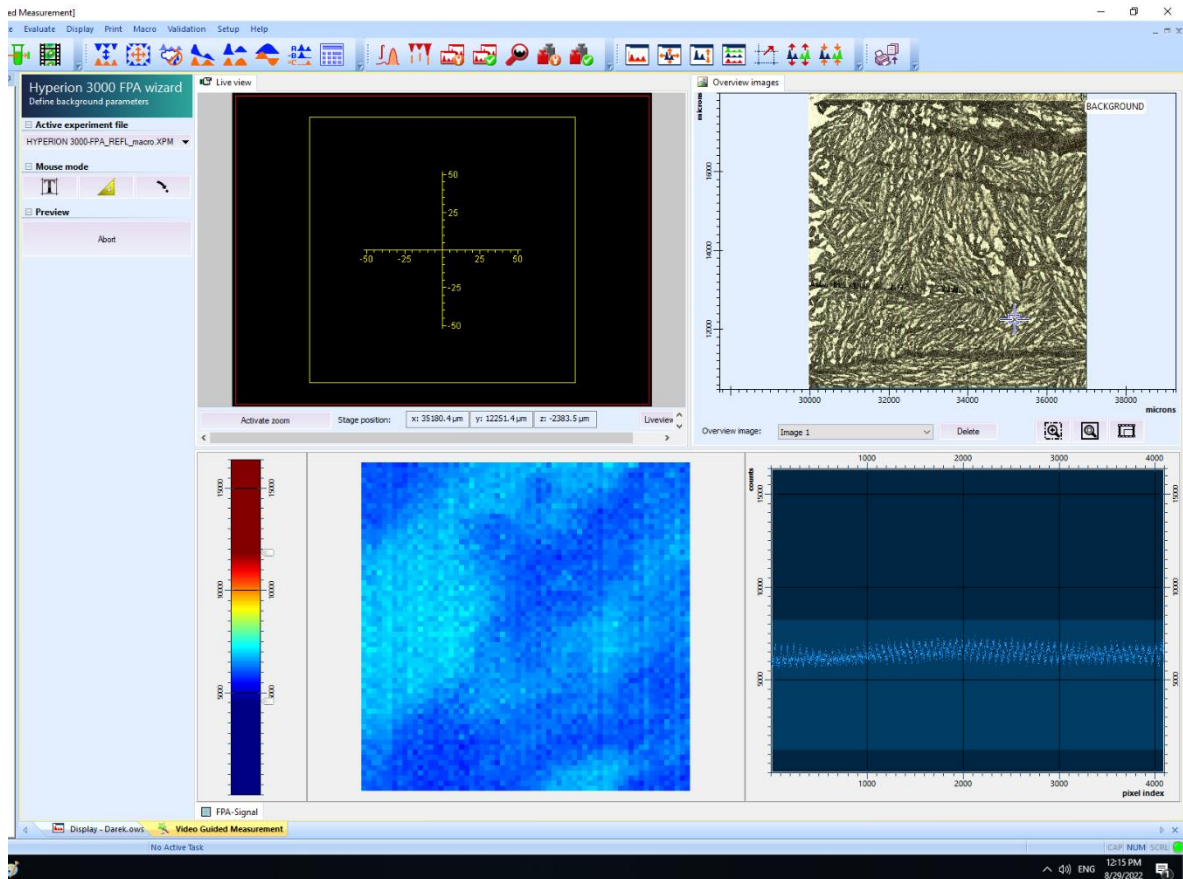 ed Measurement]
e Evaluate Display Print Macro Validation Setup Help
Hyperion 3000 FPA wizard
Define background parameters
Active experiment file
HYPERION 3000-FPA_REFL_macro.XPM
Mouse mode
Preview
Abort
Live view
50
25
-50 -25 25 50
-25
-50
Activate zoom Stage position: x: 35180.4 µm y: 12251.4 µm z: -2383.5 µm Liveview
Overview images
microns
BACKGROUND
16000
14000
12000
30000 32000 34000 36000 38000
microns
Overview image: Image 1 Delete
15000 15000
10000 10000
5000 5000
FPA-Signal
1000 2000 3000 4000
counts
15000 15000
10000 10000
5000 5000
1000 2000 3000 4000
pixel index
Display - Darek.ows Video Guided Measurement
No Active Task CAP NUM SCRL
ENG 12:15 PM
8/29/2022